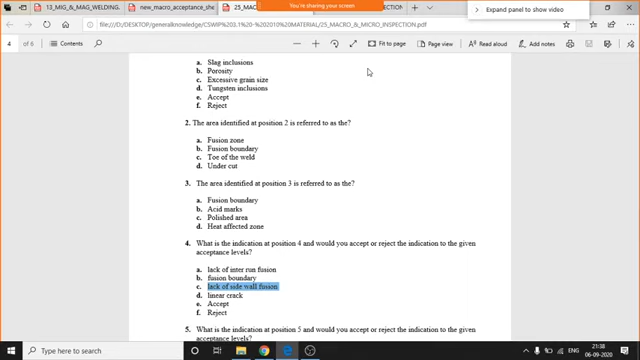 You're sharing your screen
Expand panel to show video
13_MIG_& MAG_WELDING.
new_macro_acceptance_she
25_MA
file:///D:/DESKTOP/generalknowledge/CSWIP %203.1 %20-%202010%20MATERIAL/25_MACRO_&_MICRO_INSPECTION.pdf
4 of 6
Contents
Fit to page
Page view
Read aloud
Add notes
a. Slag inclusions
b. Porosity
c. Excessive grain size
d. Tungsten inclusions
e. Accept
f. Reject
2. The area identified at position 2 is referred to as the?
a. Fusion zone
b. Fusion boundary
c. Toe of the weld
d. Under cut
3. The area identified at position 3 is referred to as the?
a. Fusion boundary
b. Acid marks
c. Polished area
d. Heat affected zone
4. What is the indication at position 4 and would you accept or reject the indication to the given
acceptance levels?
a. lack of inter run fusion
b. fusion boundary
c. lack of side wall fusion
d. linear crack
e. Accept
f. Reject
5. What is the indication at position 5 and would you accept or reject the indication to the given
acceptance levels?
Type here to search
ENG
21:38
06-09-2020